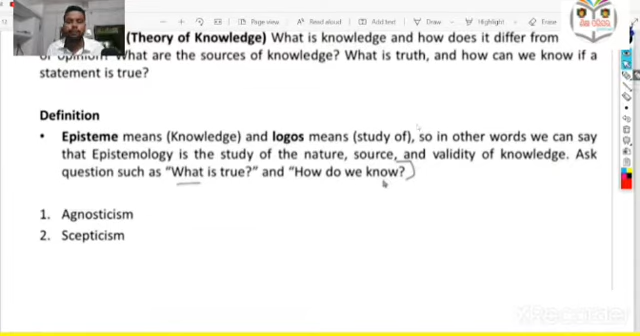 Page view Read aloud Add text Draw Highlight Erase
(Theory of Knowledge) What is knowledge and how does it differ from
or opinion? What are the sources of knowledge? What is truth, and how can we know if a
statement is true?
Definition
• Episteme means (Knowledge) and logos means (study of), so in other words we can say
that Epistemology is the study of the nature, source, and validity of knowledge. Ask
question such as "What is true?" and "How do we know?
1. Agnosticism
2. Scepticism
XRecorder